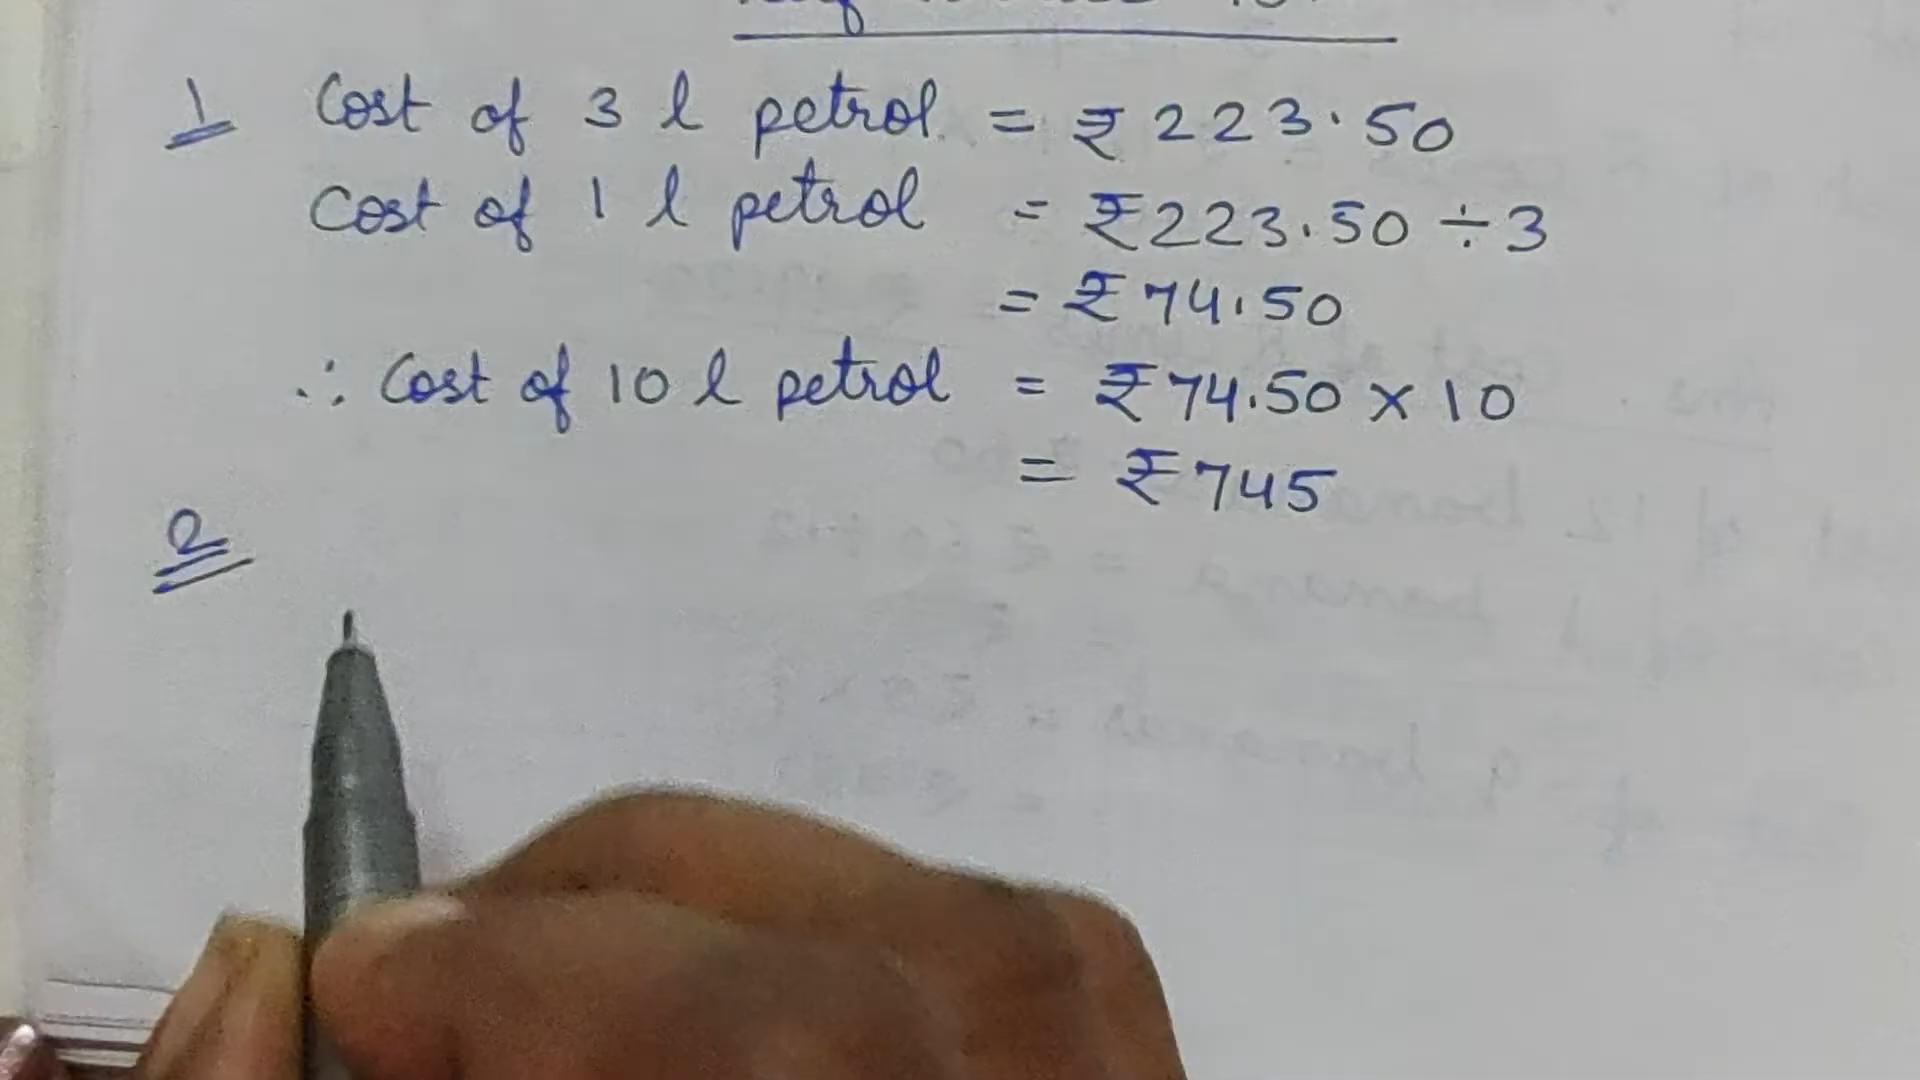 1 Cost of 3 l petrol = ₹ 223.50
Cost of 1 l petrol = ₹ 223.50 ÷ 3
= ₹ 74.50
∴ Cost of 10 l petrol = ₹ 74.50 × 10
= ₹ 745
2